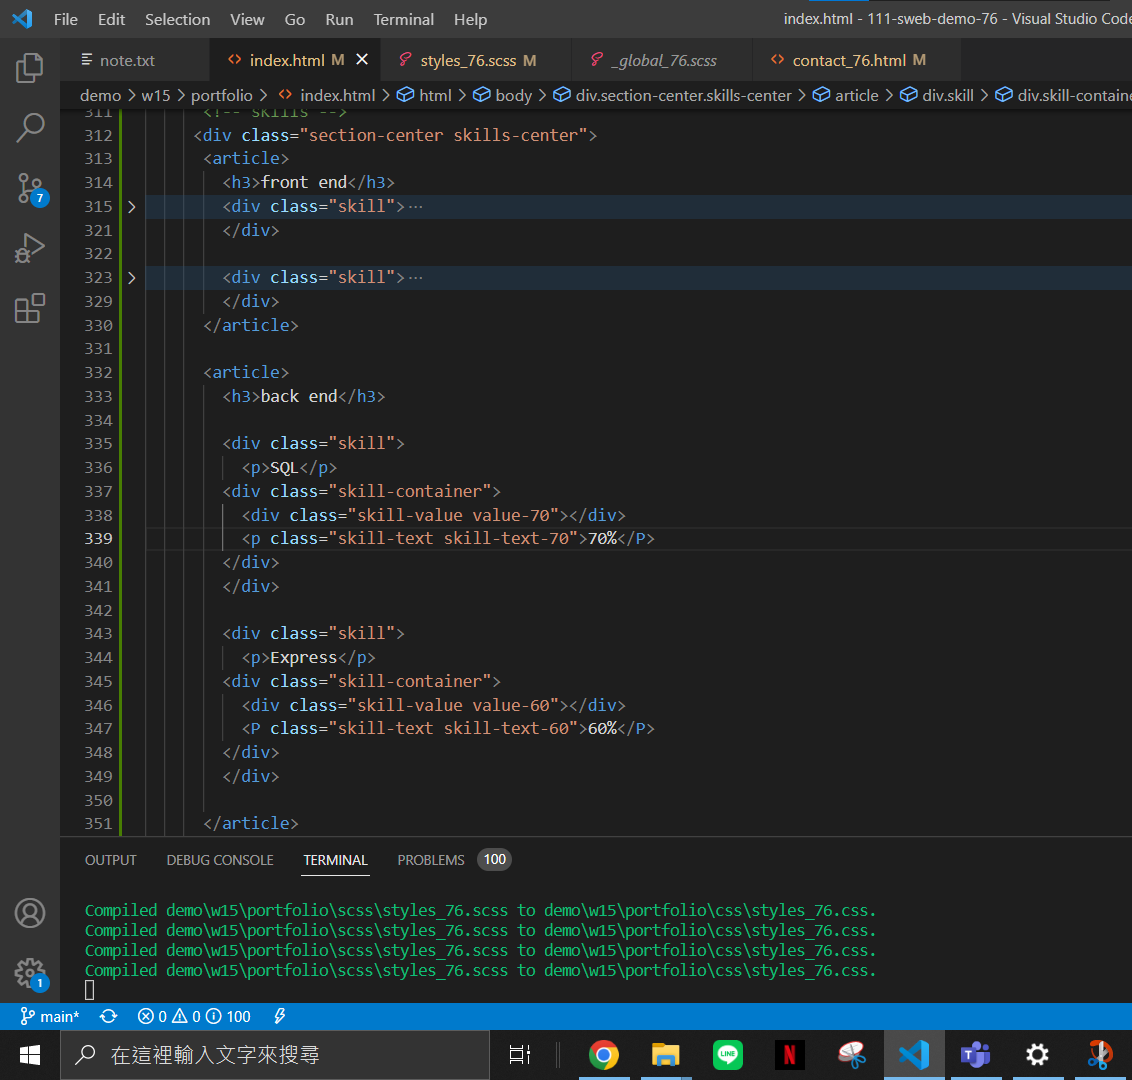 File Edit Selection View Go Run Terminal Help index.html - 111-sweb-demo-76 - Visual Studio Code
note.txt index.html M styles_76.scss M _global_76.scss contact_76.html M
demo > w15 > portfolio > index.html > html > body > div.section-center.skills-center > article > div.skill > div.skill-containe
311 <!-- skills -->
312 <div class="section-center skills-center">
313 <article>
314 <h3>front end</h3>
315 <div class="skill">···
321 </div>
322
323 <div class="skill">···
329 </div>
330 </article>
331
332 <article>
333 <h3>back end</h3>
334
335 <div class="skill">
336 <p>SQL</p>
337 <div class="skill-container">
338 <div class="skill-value value-70"></div>
339 <p class="skill-text skill-text-70">70%</P>
340 </div>
341 </div>
342
343 <div class="skill">
344 <p>Express</p>
345 <div class="skill-container">
346 <div class="skill-value value-60"></div>
347 <P class="skill-text skill-text-60">60%</P>
348 </div>
349 </div>
350
351 </article>
7
OUTPUT DEBUG CONSOLE TERMINAL PROBLEMS 100
Compiled demo\w15\portfolio\scss\styles_76.scss to demo\w15\portfolio\css\styles_76.css.
Compiled demo\w15\portfolio\scss\styles_76.scss to demo\w15\portfolio\css\styles_76.css.
Compiled demo\w15\portfolio\scss\styles_76.scss to demo\w15\portfolio\css\styles_76.css.
Compiled demo\w15\portfolio\scss\styles_76.scss to demo\w15\portfolio\css\styles_76.css.
1
main* 0 0 100
在這裡輸入文字來搜尋 LINE N T